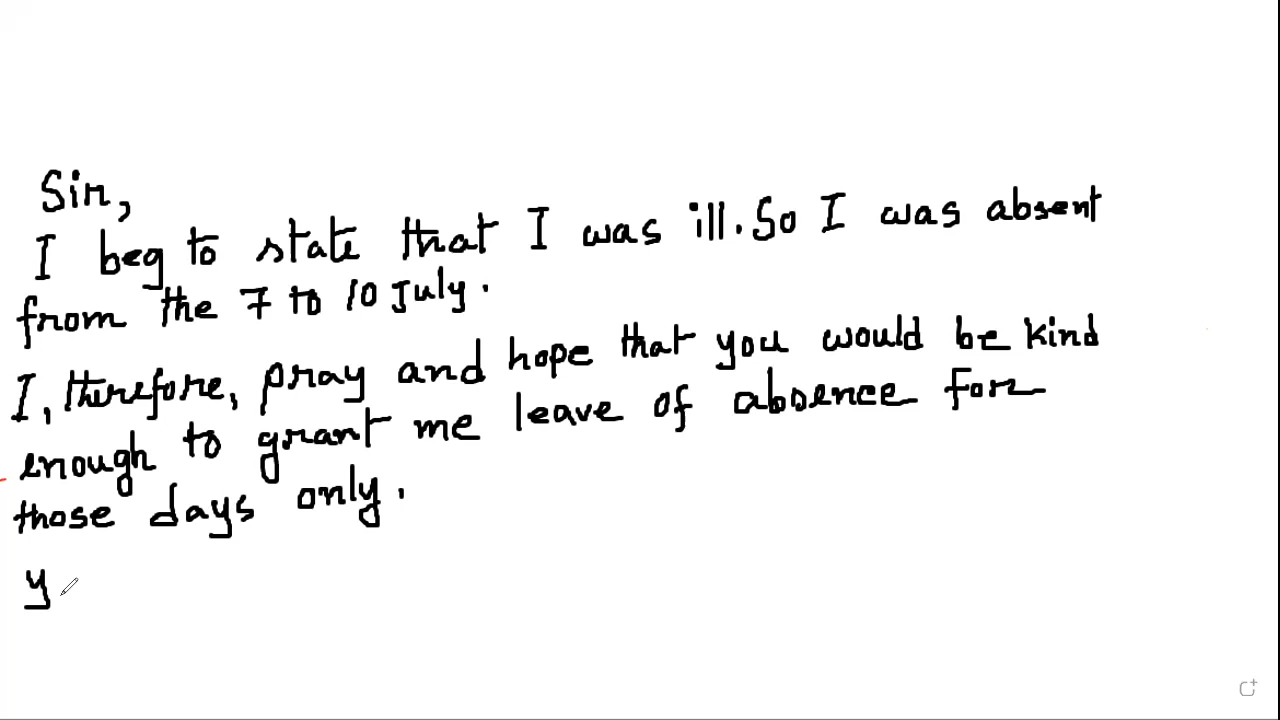 Sir,
I beg to state that I was ill. So I was absent
from the 7 to 10 July.
I, therefore, pray and hope that you would be kind
enough to grant me leave of absence for
those days only.
y